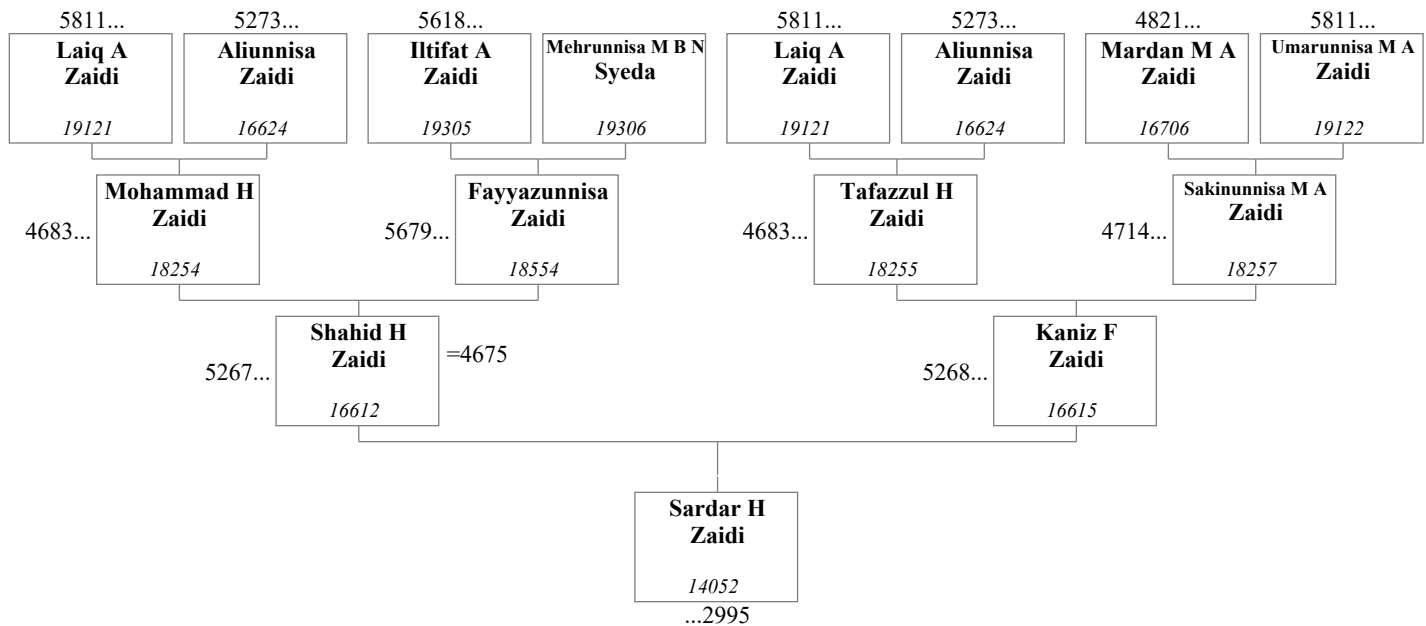 5811... 5273... 5618... 5811... 5273... 4821... 5811...
Laiq A Aliunnisa Iltifat A Mehrunnisa M B N Laiq A Aliunnisa Mardan M A Umarunnisa M A
Zaidi Zaidi Zaidi Syeda Zaidi Zaidi Zaidi Zaidi
19121 16624 19305 19306 19121 16624 16706 19122
Mohammad H Fayyazunnisa Tafazzul H Sakinunnisa M A
Zaidi Zaidi Zaidi Zaidi
4683... 5679... 4683... 4714...
18254 18554 18255 18257
Shahid H Kaniz F
Zaidi =4675 Zaidi
5267... 5268...
16612 16615
Sardar H
Zaidi
14052
...2995